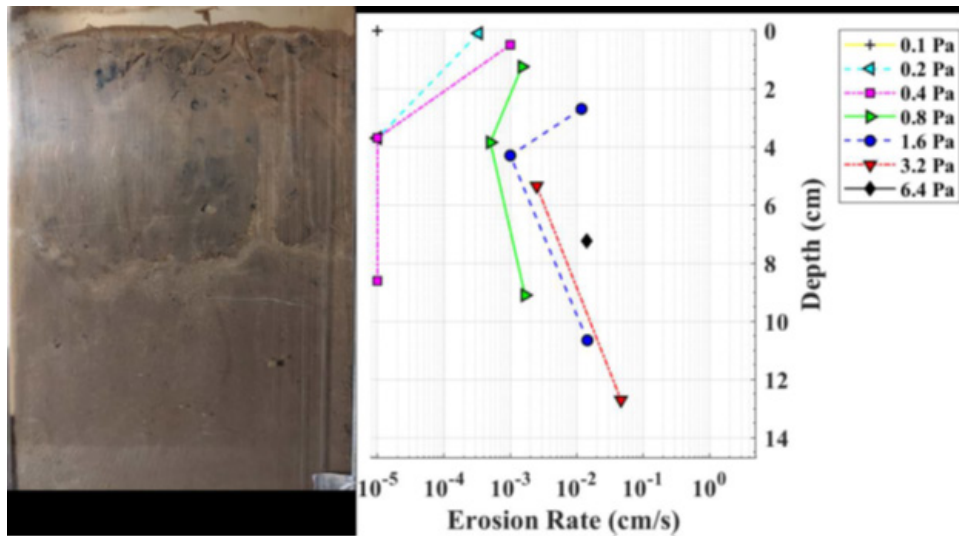 0
2
4
6
8
10
12
14
Depth (cm)
10^-5 10^-4 10^-3 10^-2 10^-1 10^0
Erosion Rate (cm/s)
0.1 Pa
0.2 Pa
0.4 Pa
0.8 Pa
1.6 Pa
3.2 Pa
6.4 Pa